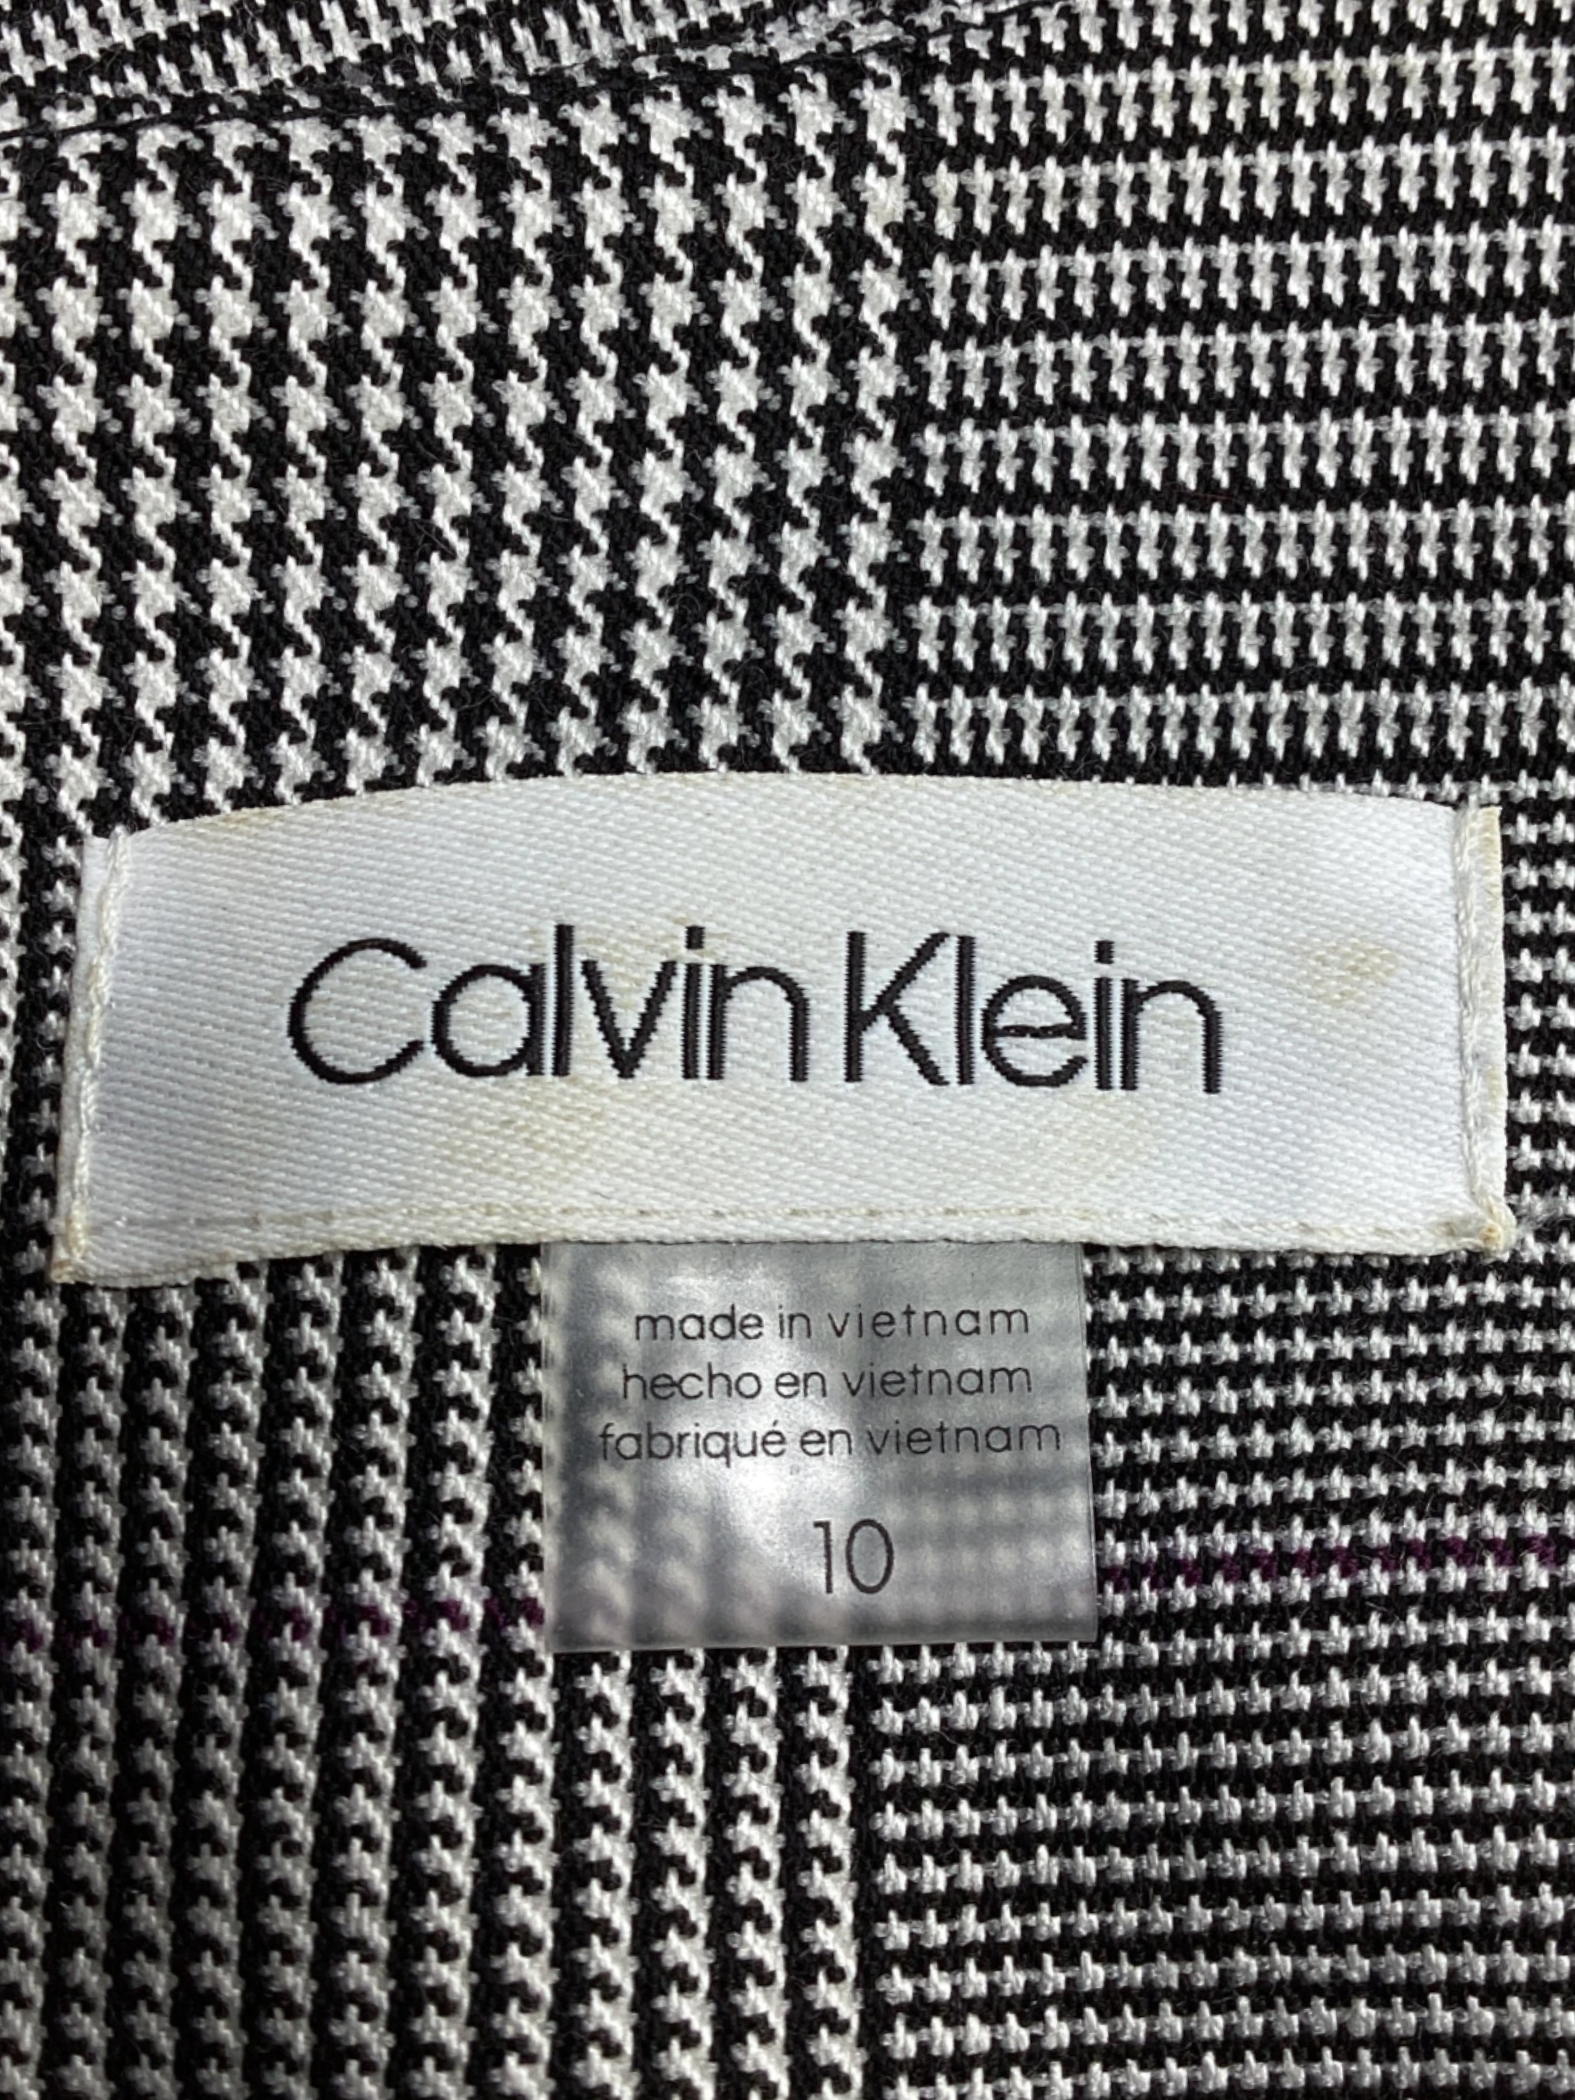 Calvin Klein
made in vietnam
hecho en vietnam
fabriqué en vietnam
10